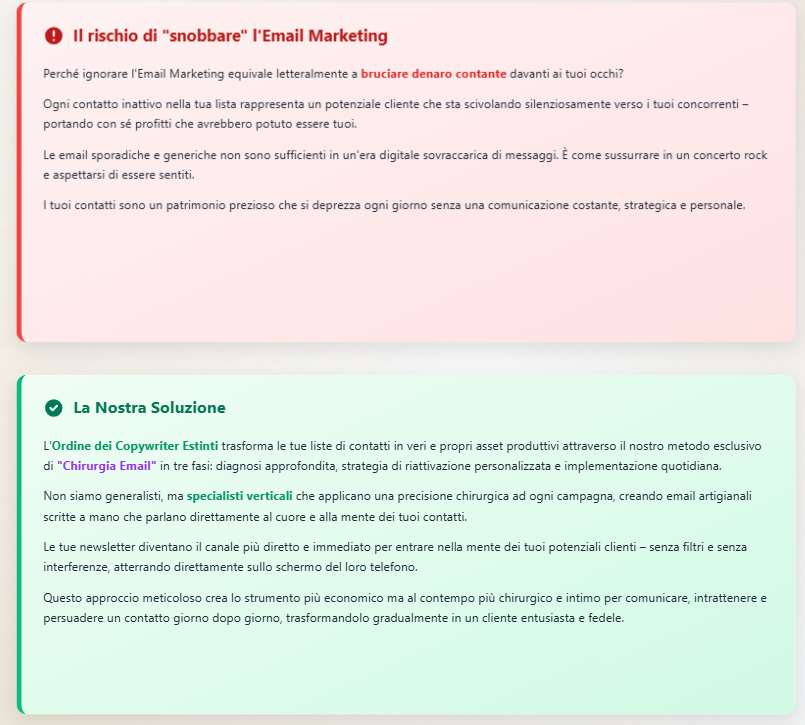 Il rischio di "snobbare" l'Email Marketing
Perché ignorare l'Email Marketing equivale letteralmente a bruciare denaro contante davanti ai tuoi occhi?
Ogni contatto inattivo nella tua lista rappresenta un potenziale cliente che sta scivolando silenziosamente verso i tuoi concorrenti –
portando con sé profitti che avrebbero potuto essere tuoi.
Le email sporadiche e generiche non sono sufficienti in un'era digitale sovraccarica di messaggi. È come sussurrare in un concerto rock
e aspettarsi di essere sentiti.
I tuoi contatti sono un patrimonio prezioso che si deprezza ogni giorno senza una comunicazione costante, strategica e personale.
La Nostra Soluzione
L'Ordine dei Copywriter Estinti trasforma le tue liste di contatti in veri e propri asset produttivi attraverso il nostro metodo esclusivo
di "Chirurgia Email" in tre fasi: diagnosi approfondita, strategia di riattivazione personalizzata e implementazione quotidiana.
Non siamo generalisti, ma specialisti verticali che applicano una precisione chirurgica ad ogni campagna, creando email artigianali
scritte a mano che parlano direttamente al cuore e alla mente dei tuoi contatti.
Le tue newsletter diventano il canale più diretto e immediato per entrare nella mente dei tuoi potenziali clienti – senza filtri e senza
interferenze, atterrando direttamente sullo schermo del loro telefono.
Questo approccio meticoloso crea lo strumento più economico ma al contempo più chirurgico e intimo per comunicare, intrattenere e
persuadere un contatto giorno dopo giorno, trasformandolo gradualmente in un cliente entusiasta e fedele.